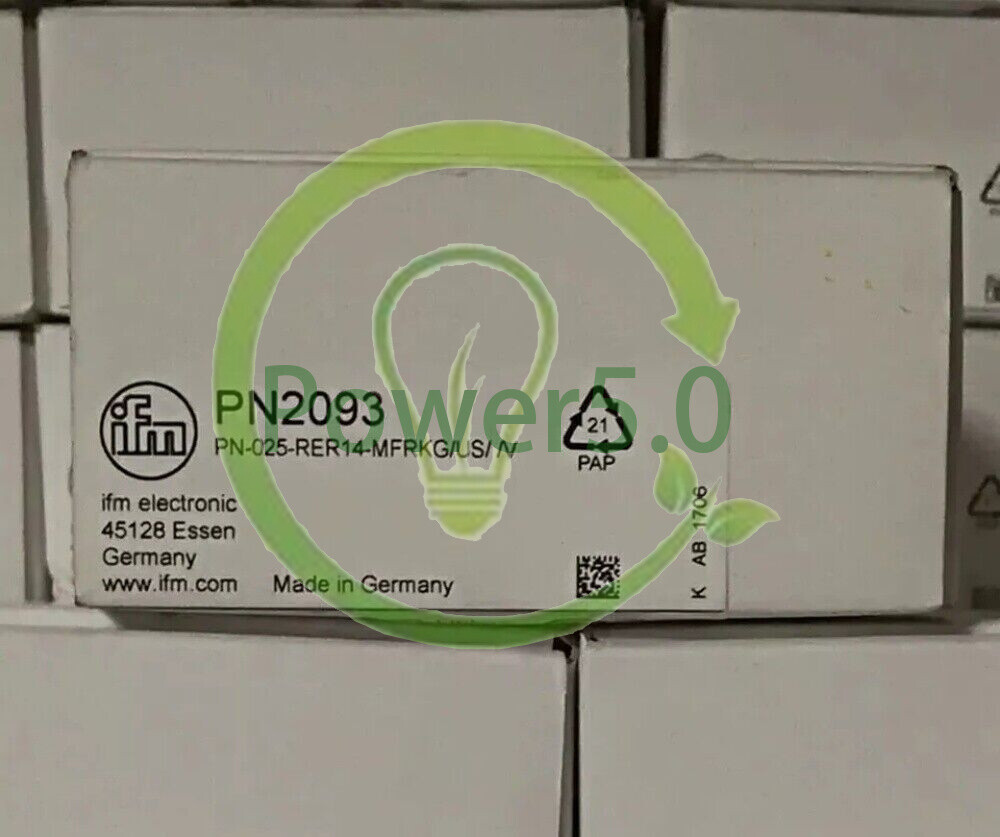 ifm
PN2093
PN-025-RER14-MFRKG/US/ /V
Power5.0
21
PAP
ifm electronic
45128 Essen
Germany
www.ifm.com Made in Germany
K AB 1706